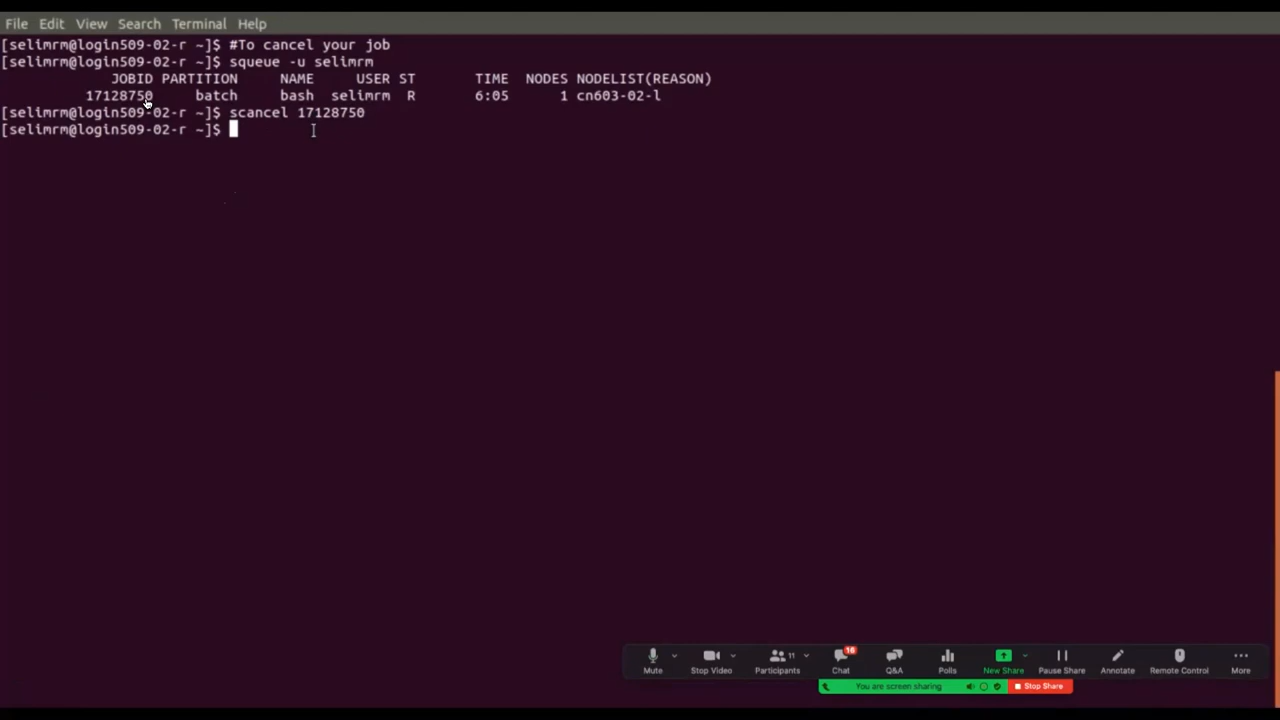 File Edit View Search Terminal Help
[selimrm@login509-02-r ~]$ #To cancel your job
[selimrm@login509-02-r ~]$ squeue -u selimrm
JOBID PARTITION NAME USER ST TIME NODES NODELIST(REASON)
17128750 batch bash selimrm R 6:05 1 cn603-02-l
[selimrm@login509-02-r ~]$ scancel 17128750
[selimrm@login509-02-r ~]$
11 16
Mute Stop Video Participants Chat Q&A Polls New Share Pause Share Annotate Remote Control More
You are screen sharing Stop Share